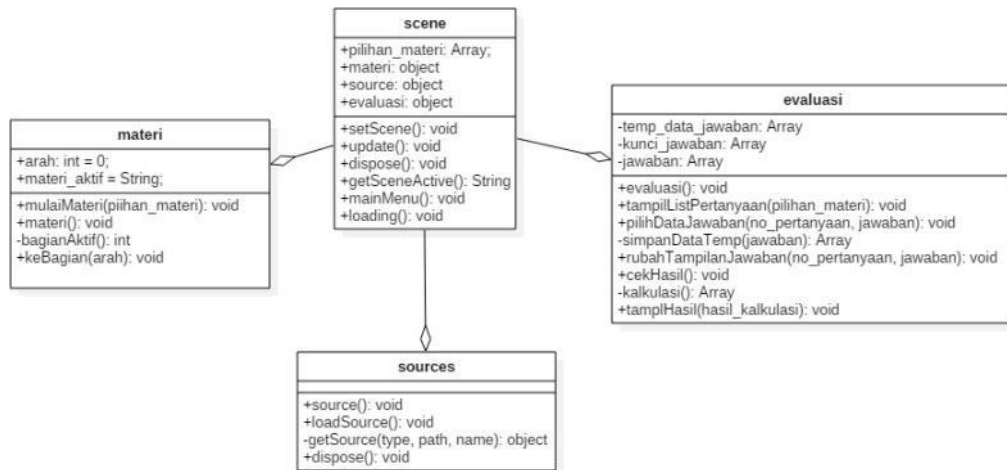 scene
+pilihan_materi: Array;
+materi: object
+source: object
+evaluasi: object
+setScene(): void
+update(): void
+dispose(): void
+getSceneActive(): String
+mainMenu(): void
+loading(): void
materi
+arah: int = 0;
+materi_aktif = String;
+mulaiMateri(piihan_materi): void
+materi(): void
-bagianAktif(): int
+keBagian(arah): void
evaluasi
-temp_data_jawaban: Array
-kunci_jawaban: Array
-jawaban: Array
+evaluasi(): void
+tampilListPertanyaan(pilihan_materi): void
+pilihDataJawaban(no_pertanyaan, jawaban): void
-simpanDataTemp(jawaban): Array
+rubahTampilanJawaban(no_pertanyaan, jawaban): void
+cekHasil(): void
-kalkulasi(): Array
+tamplHasil(hasil_kalkulasi): void
sources
+source(): void
+loadSource(): void
-getSource(type, path, name): object
+dispose(): void